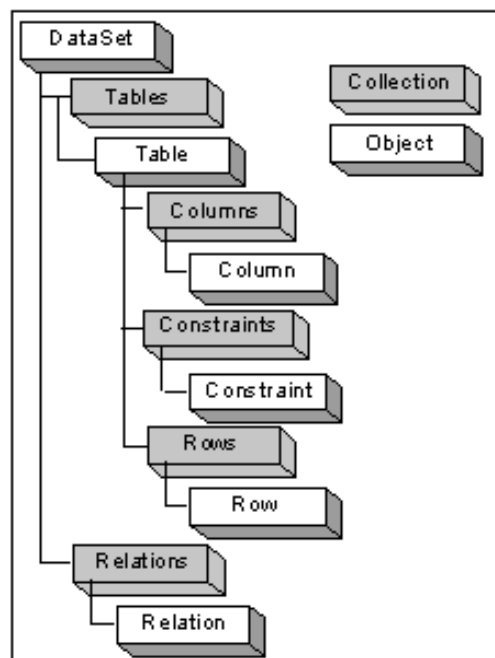 DataSet
Tables
Collection
Object
Table
Columns
Column
Constraints
Constraint
Rows
Row
Relations
Relation